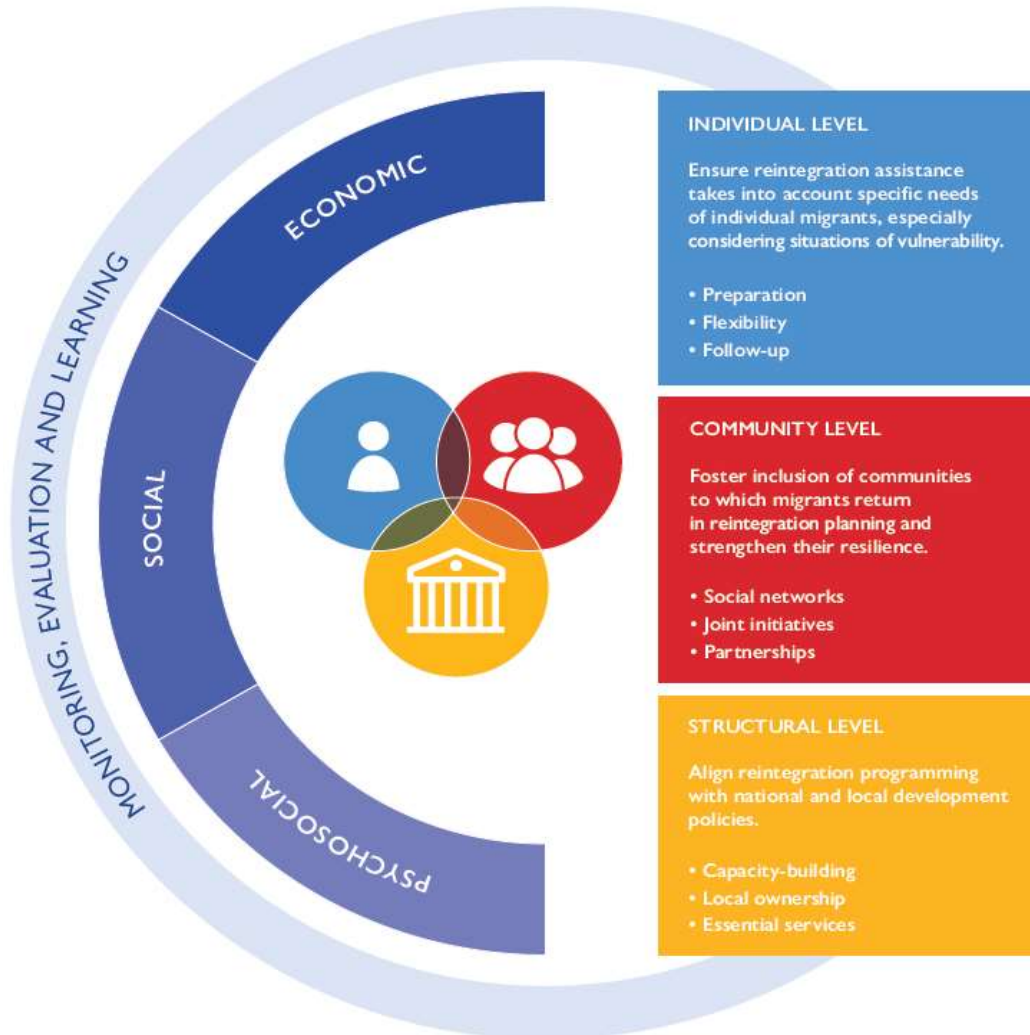 MONITORING, EVALUATION AND LEARNING
ECONOMIC
SOCIAL
PSYCHOSOCIAL
INDIVIDUAL LEVEL
Ensure reintegration assistance
takes into account specific needs
of individual migrants, especially
considering situations of vulnerability.
• Preparation
• Flexibility
• Follow-up
COMMUNITY LEVEL
Foster inclusion of communities
to which migrants return
in reintegration planning and
strengthen their resilience.
• Social networks
• Joint initiatives
• Partnerships
STRUCTURAL LEVEL
Align reintegration programming
with national and local development
policies.
• Capacity-building
• Local ownership
• Essential services